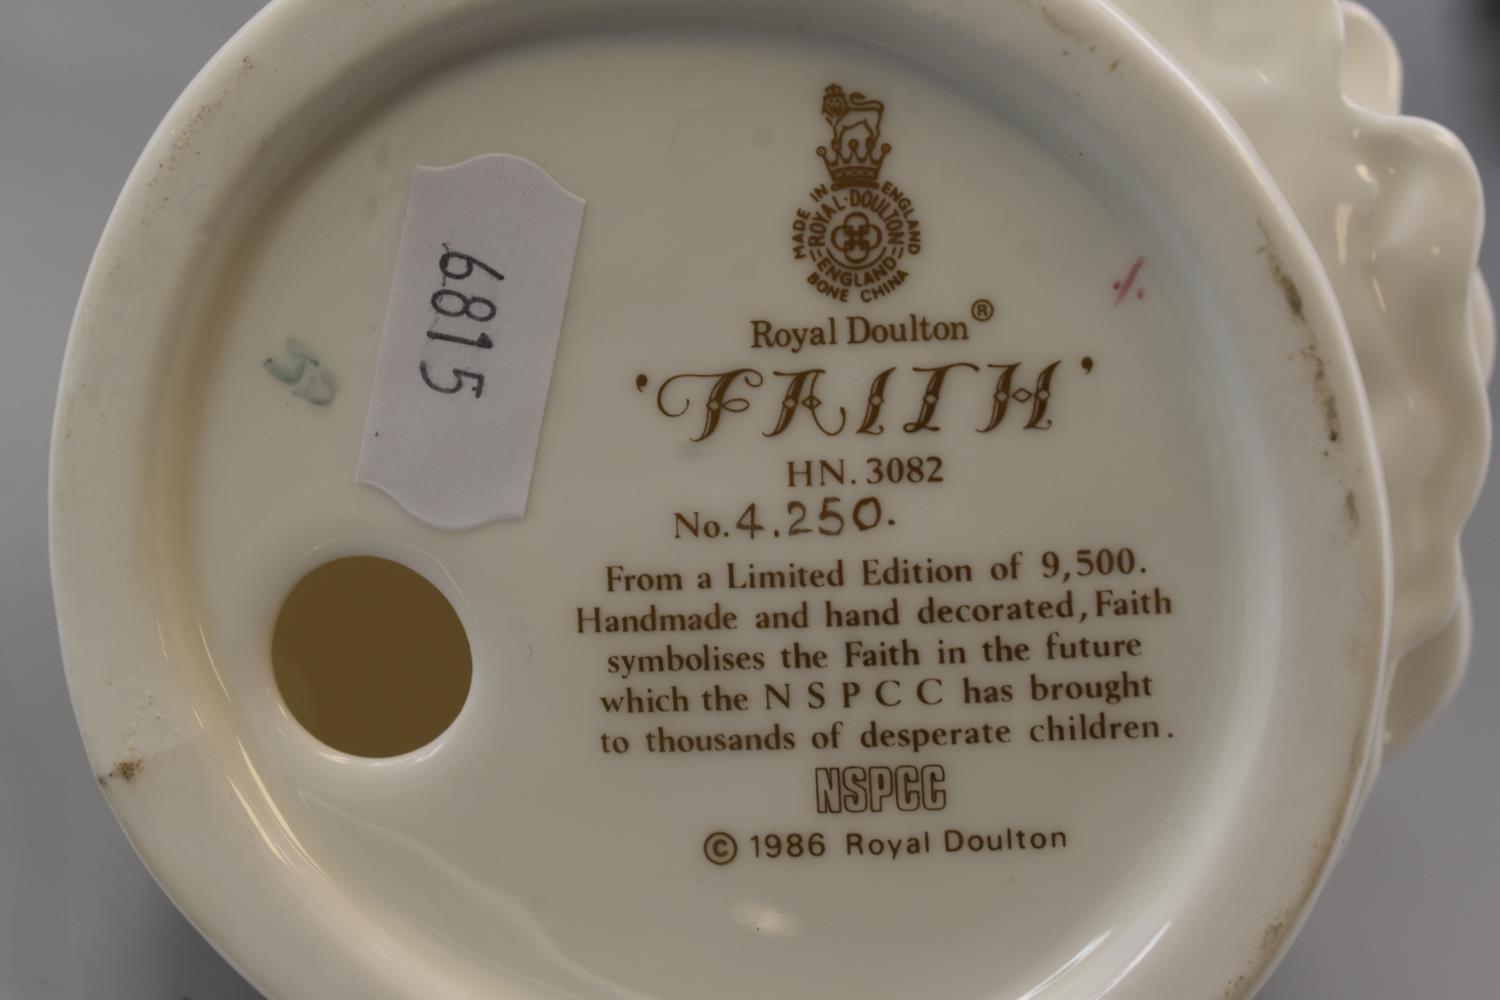 MADE IN ENGLAND
ROYAL·DOULTON
ENGLAND
BONE CHINA
Royal Doulton®
'FAITH'
HN. 3082
No. 4.250.
From a Limited Edition of 9,500.
Handmade and hand decorated, Faith
symbolises the Faith in the future
which the N S P C C has brought
to thousands of desperate children.
NSPCC
© 1986 Royal Doulton
6815